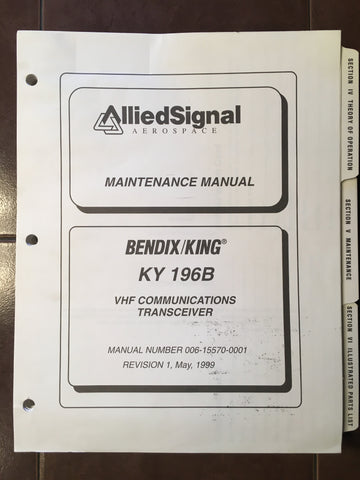 AlliedSignal
AEROSPACE
MAINTENANCE MANUAL
BENDIX/KING®
KY 196B
VHF COMMUNICATIONS
TRANSCEIVER
MANUAL NUMBER 006-15570-0001
REVISION 1, May, 1999
SECTION IV THEORY OF OPERATION
SECTION V MAINTENANCE
SECTION VI ILLUSTRATED PARTS LIST